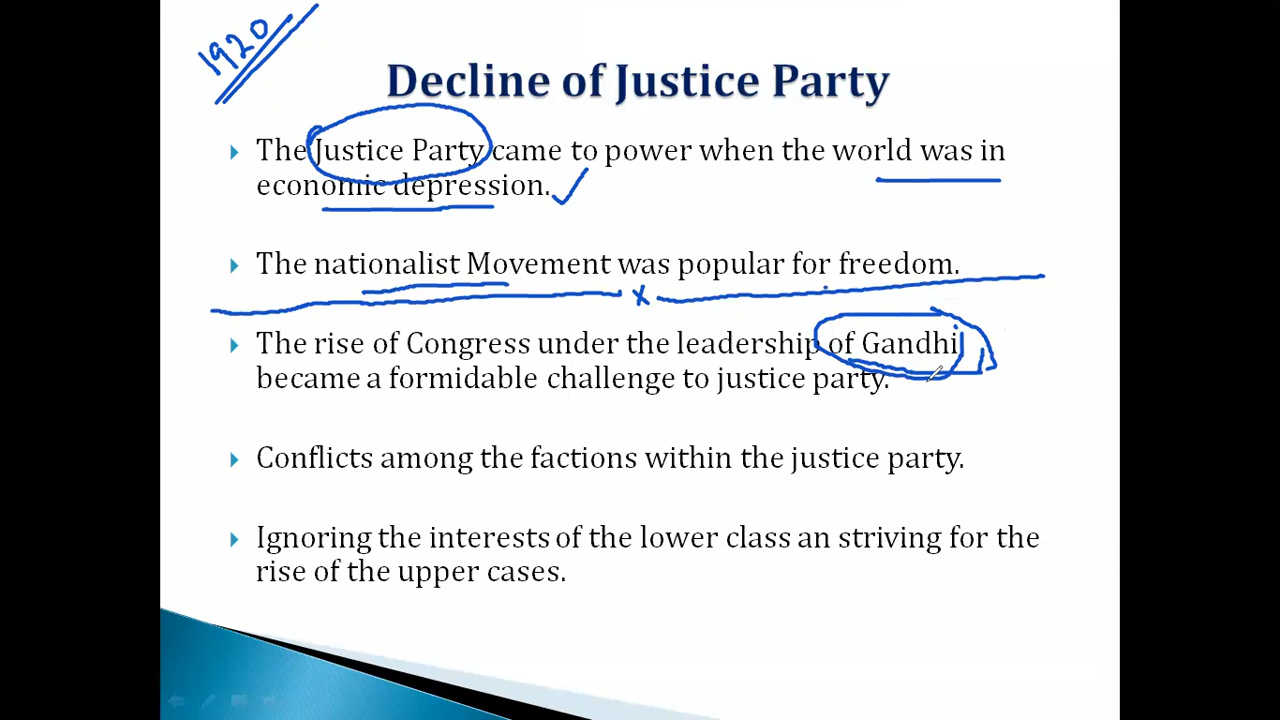 1920
Decline of Justice Party
The Justice Party came to power when the world was in
economic depression.
The nationalist Movement was popular for freedom.
The rise of Congress under the leadership of Gandhi
became a formidable challenge to justice party.
Conflicts among the factions within the justice party.
Ignoring the interests of the lower class an striving for the
rise of the upper cases.